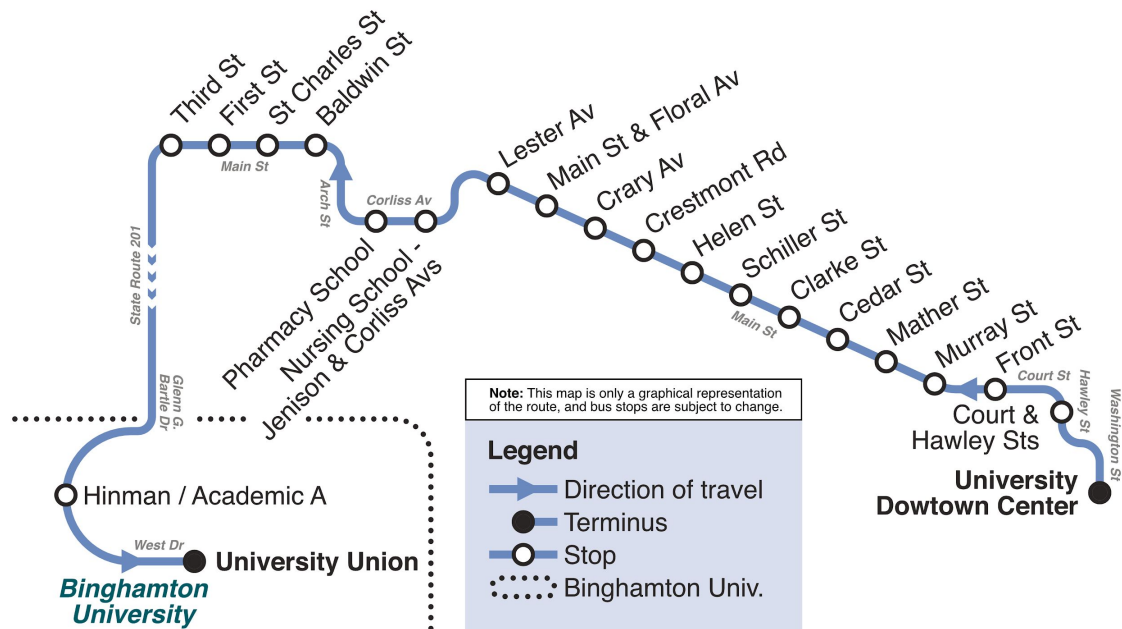 Third St
First St
St Charles St
Baldwin St
Main St
Arch St
Corliss Av
State Route 201
Pharmacy School
Nursing School -
Jenison & Corliss Avs
Lester Av
Main St & Floral Av
Crary Av
Crestmont Rd
Helen St
Schiller St
Clarke St
Cedar St
Mather St
Murray St
Front St
Main St
Court St
Hawley St
Washington St
Court &
Hawley Sts
University
Dowtown Center
Glenn G.
Bartle Dr
Hinman / Academic A
West Dr
University Union
Binghamton
University
Note: This map is only a graphical representation
of the route, and bus stops are subject to change.
Legend
Direction of travel
Terminus
Stop
Binghamton Univ.